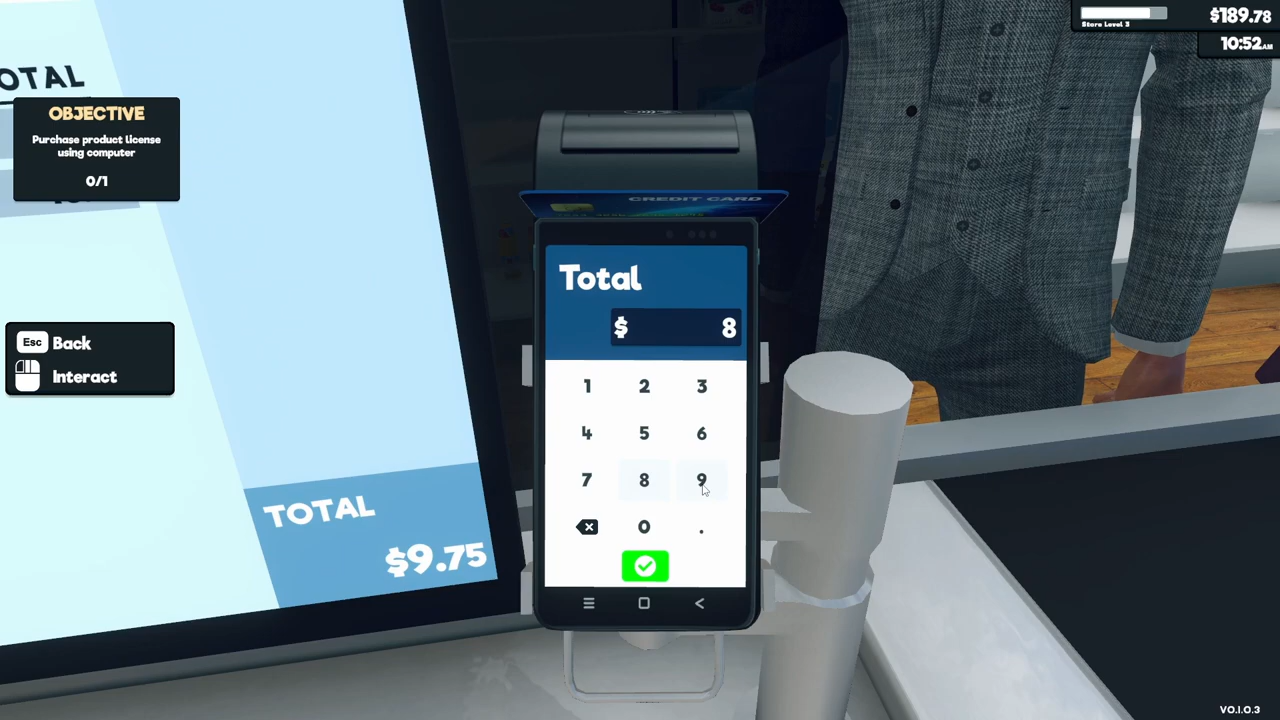 $189.78
Store Level 3
10:52AM
OTAL
OBJECTIVE
Purchase product license
using computer
0/1
CREDIT CARD
Total
$ 8
Esc Back
Interact
1 2 3
4 5 6
7 8 9
0 .
TOTAL
$9.75
V0.1.0.3